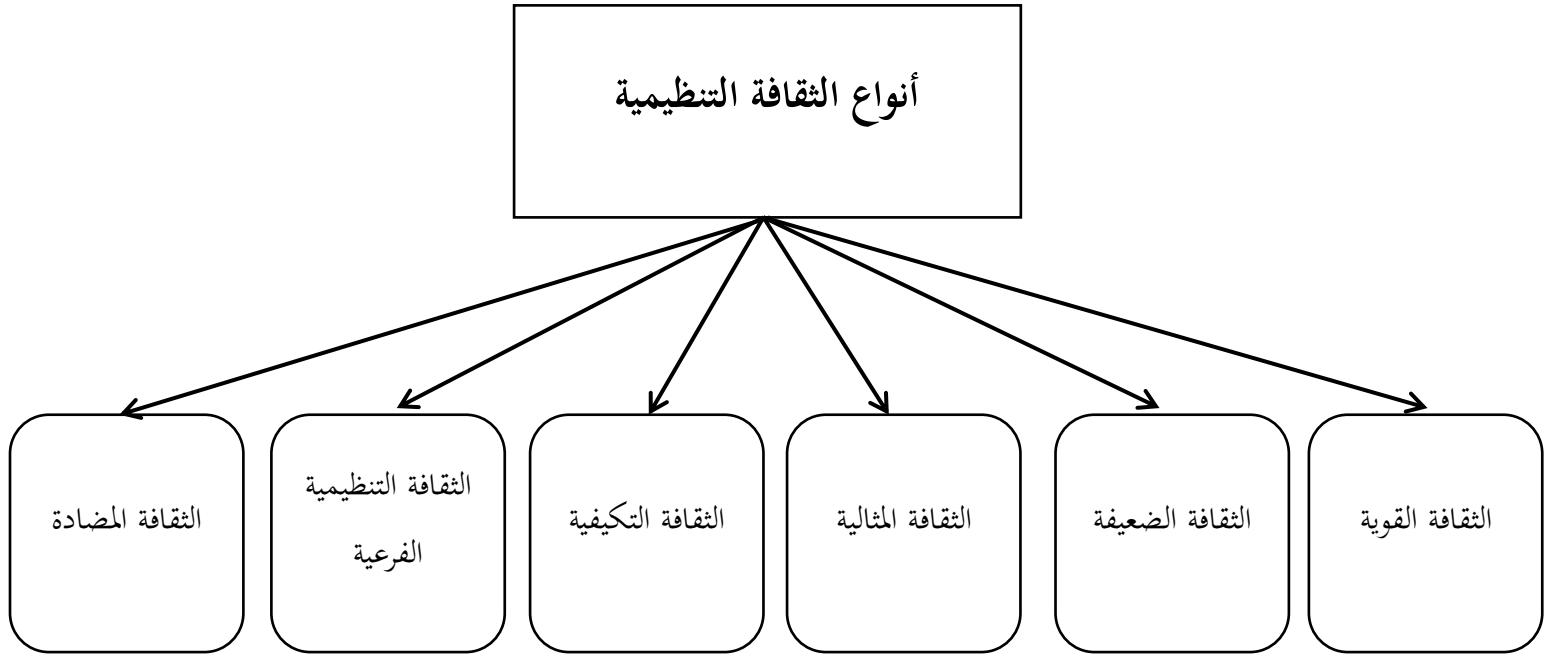 أنواع الثقافة التنظيمية
الثقافة القوية
الثقافة الضعيفة
الثقافة المثالية
الثقافة التكيفية
الثقافة التنظيمية
الفرعية
الثقافة المضادة